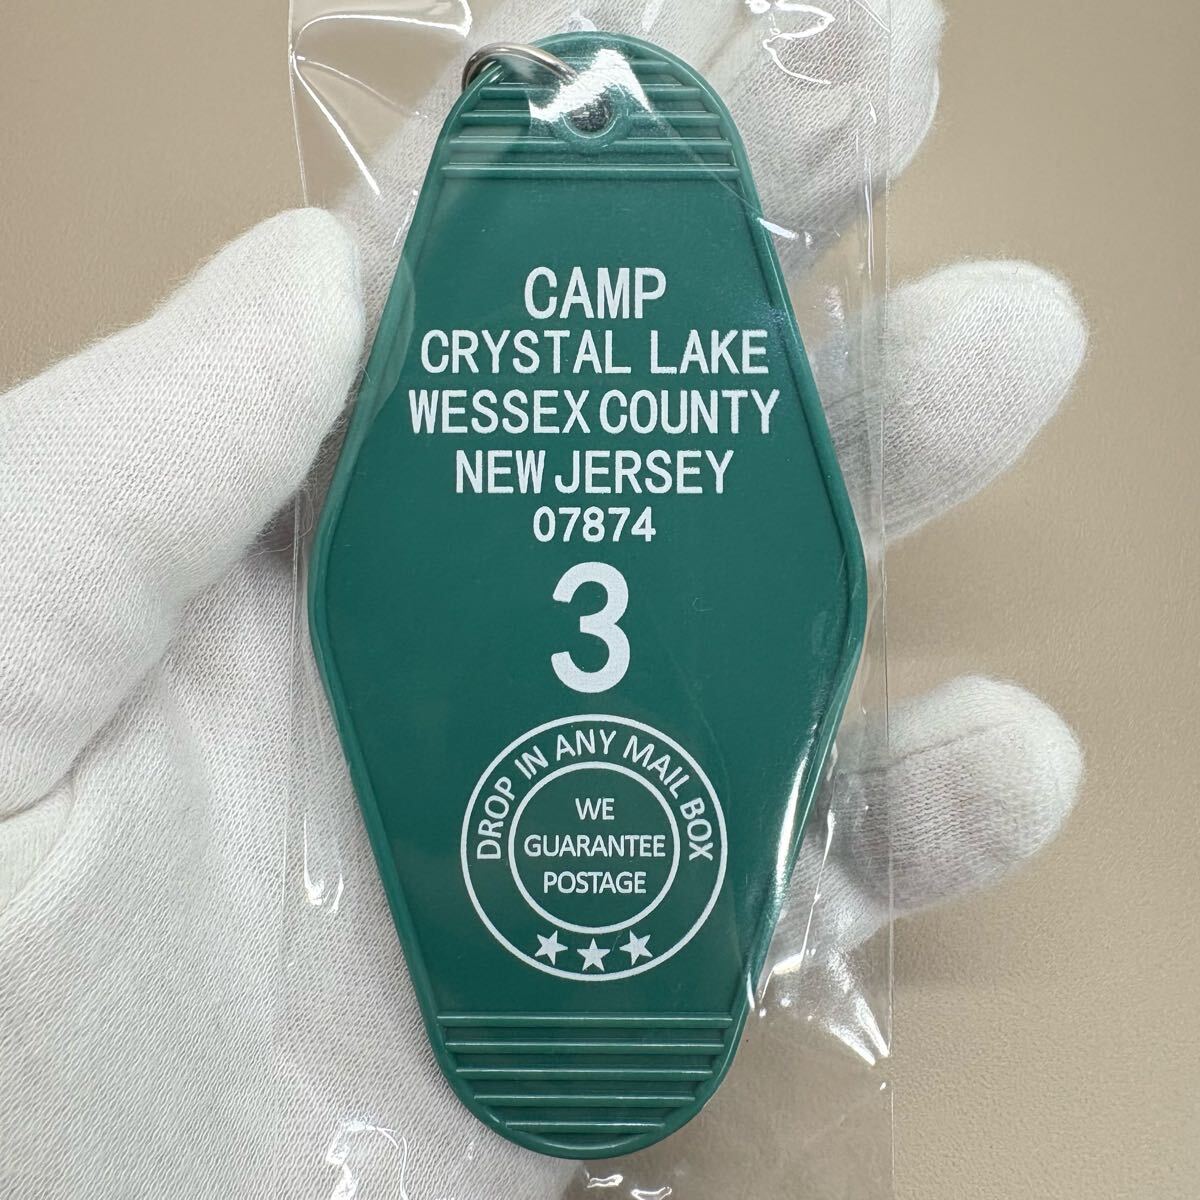 CAMP
CRYSTAL LAKE
WESSEX COUNTY
NEW JERSEY
07874
3
DROP IN ANY MAIL BOX
WE
GUARANTEE
POSTAGE